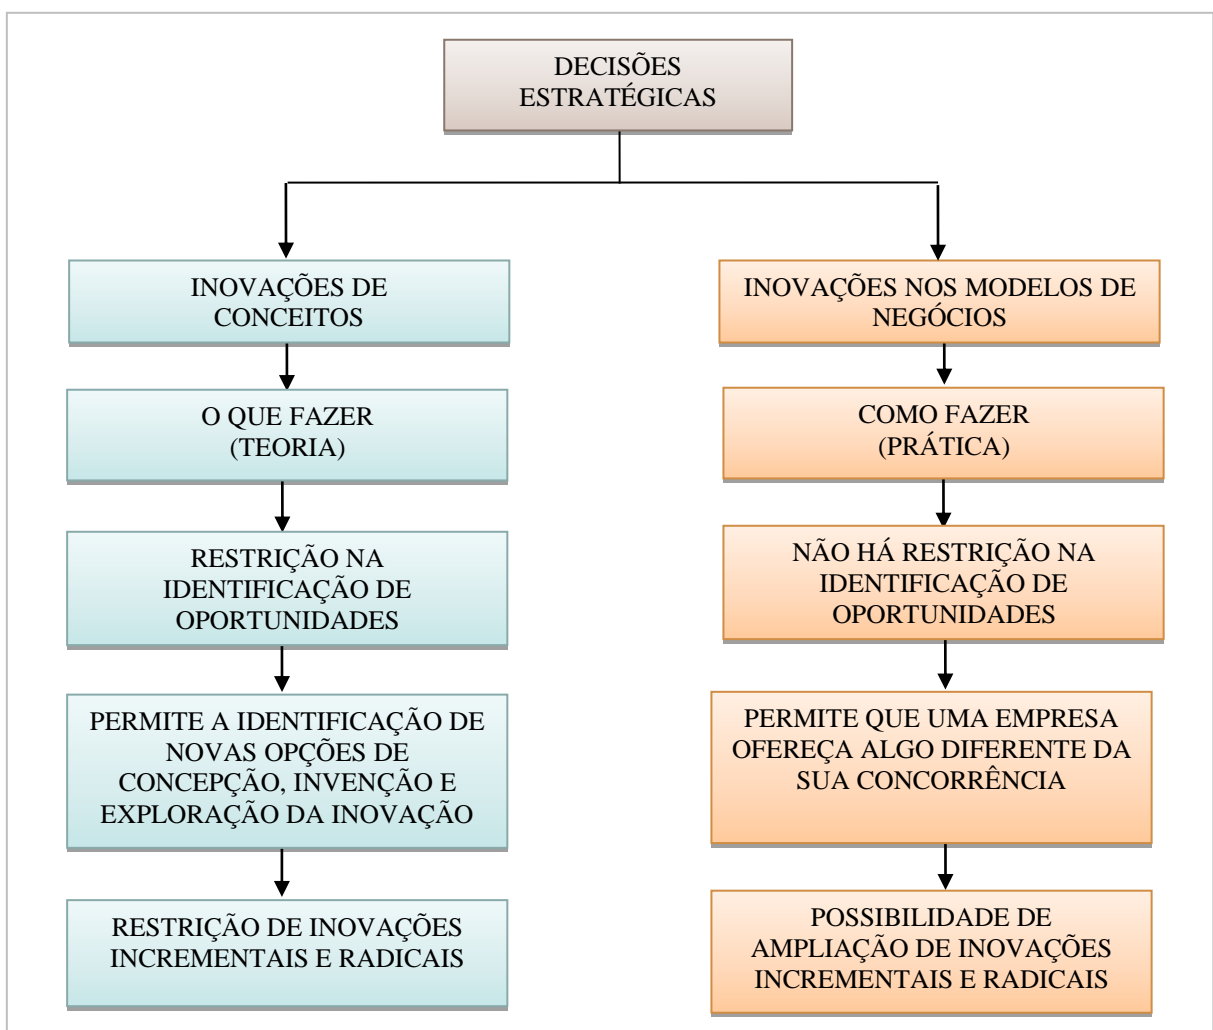 DECISÕES
ESTRATÉGICAS
INOVAÇÕES DE
CONCEITOS
O QUE FAZER
(TEORIA)
RESTRIÇÃO NA
IDENTIFICAÇÃO DE
OPORTUNIDADES
PERMITE A IDENTIFICAÇÃO DE
NOVAS OPÇÕES DE
CONCEPÇÃO, INVENÇÃO E
EXPLORAÇÃO DA INOVAÇÃO
RESTRIÇÃO DE INOVAÇÕES
INCREMENTAIS E RADICAIS
INOVAÇÕES NOS MODELOS DE
NEGÓCIOS
COMO FAZER
(PRÁTICA)
NÃO HÁ RESTRIÇÃO NA
IDENTIFICAÇÃO DE
OPORTUNIDADES
PERMITE QUE UMA EMPRESA
OFEREÇA ALGO DIFERENTE DA
SUA CONCORRÊNCIA
POSSIBILIDADE DE
AMPLIAÇÃO DE INOVAÇÕES
INCREMENTAIS E RADICAIS